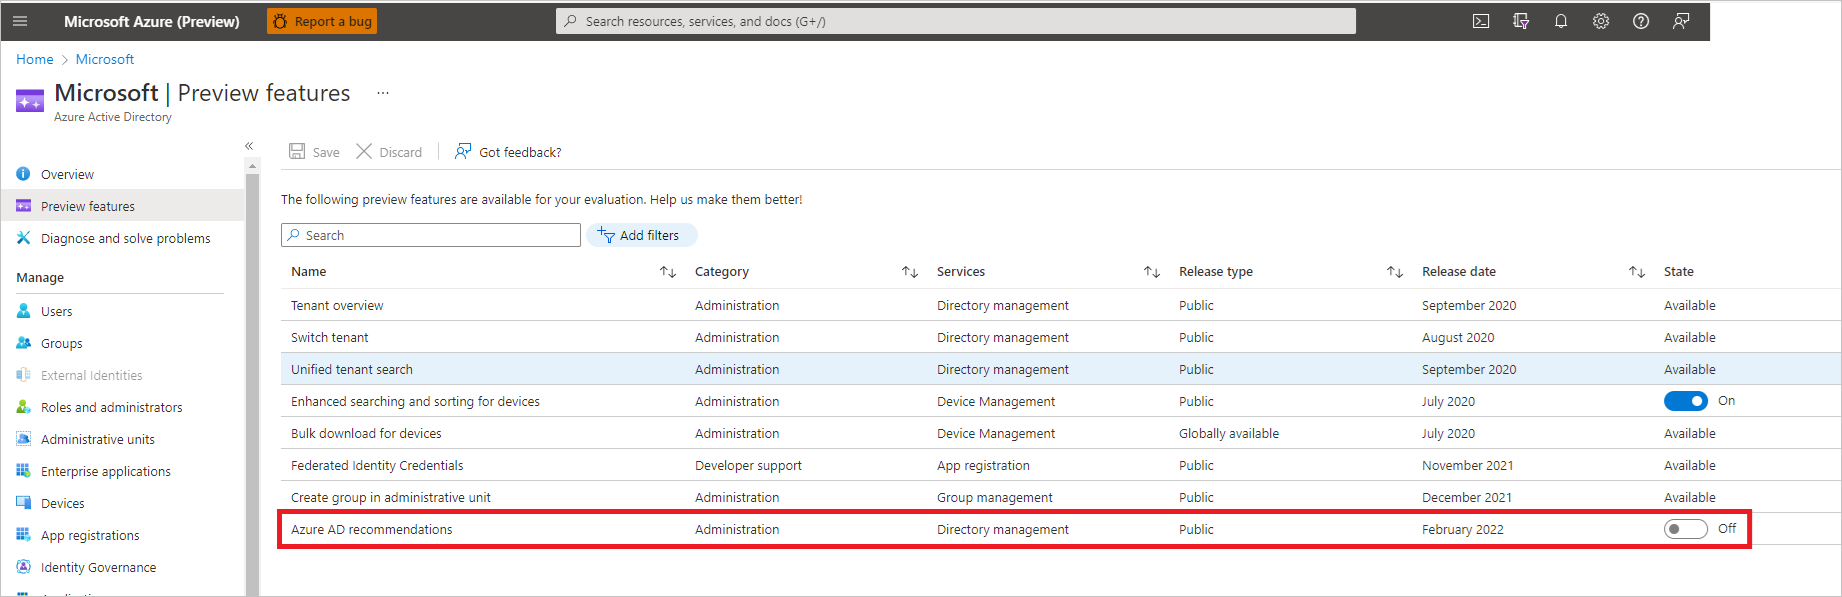 Microsoft Azure (Preview) Report a bug Search resources, services, and docs (G+/)
Home > Microsoft
Microsoft | Preview features ...
Azure Active Directory
«
Save Discard Got feedback?
Overview
Preview features
Diagnose and solve problems
Manage
Users
Groups
External Identities
Roles and administrators
Administrative units
Enterprise applications
Devices
App registrations
Identity Governance
The following preview features are available for your evaluation. Help us make them better!
Search Add filters
Name Category Services Release type Release date State
Tenant overview Administration Directory management Public September 2020 Available
Switch tenant Administration Directory management Public August 2020 Available
Unified tenant search Administration Directory management Public September 2020 Available
Enhanced searching and sorting for devices Administration Device Management Public July 2020 On
Bulk download for devices Administration Device Management Globally available July 2020 Available
Federated Identity Credentials Developer support App registration Public November 2021 Available
Create group in administrative unit Administration Group management Public December 2021 Available
Azure AD recommendations Administration Directory management Public February 2022 Off